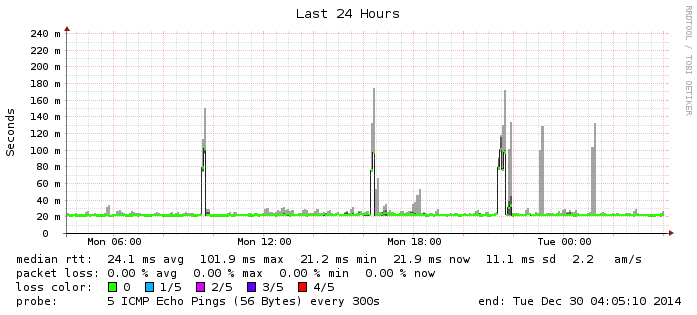 Last 24 Hours
RRDTOOL / TOBI OETIKER
Seconds
240 m
220 m
200 m
180 m
160 m
140 m
120 m
100 m
80 m
60 m
40 m
20 m
0
Mon 06:00 Mon 12:00 Mon 18:00 Tue 00:00
median rtt: 24.1 ms avg 101.9 ms max 21.2 ms min 21.9 ms now 11.1 ms sd 2.2 am/s
packet loss: 0.00 % avg 0.00 % max 0.00 % min 0.00 % now
loss color: 0 1/5 2/5 3/5 4/5
probe: 5 ICMP Echo Pings (56 Bytes) every 300s end: Tue Dec 30 04:05:10 2014